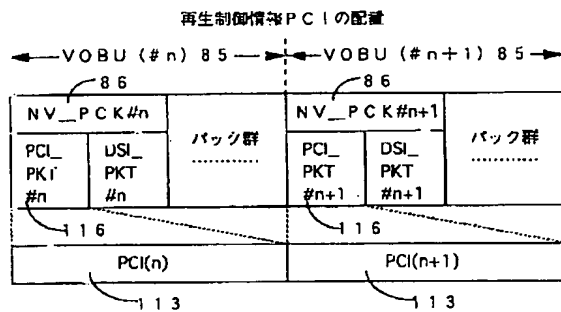 再生制御情報PCIの配置
VOBU(#n)85
VOBU(#n+1)85
86
86
NV__PCK#n
NV__PCK#n+1
PCI_
PKT
#n
DSI_
PKT
#n
パック群
PCI_
PKT
#n+1
DSI_
PKT
#n+1
パック群
116
116
PCI(n)
PCI(n+1)
113
113